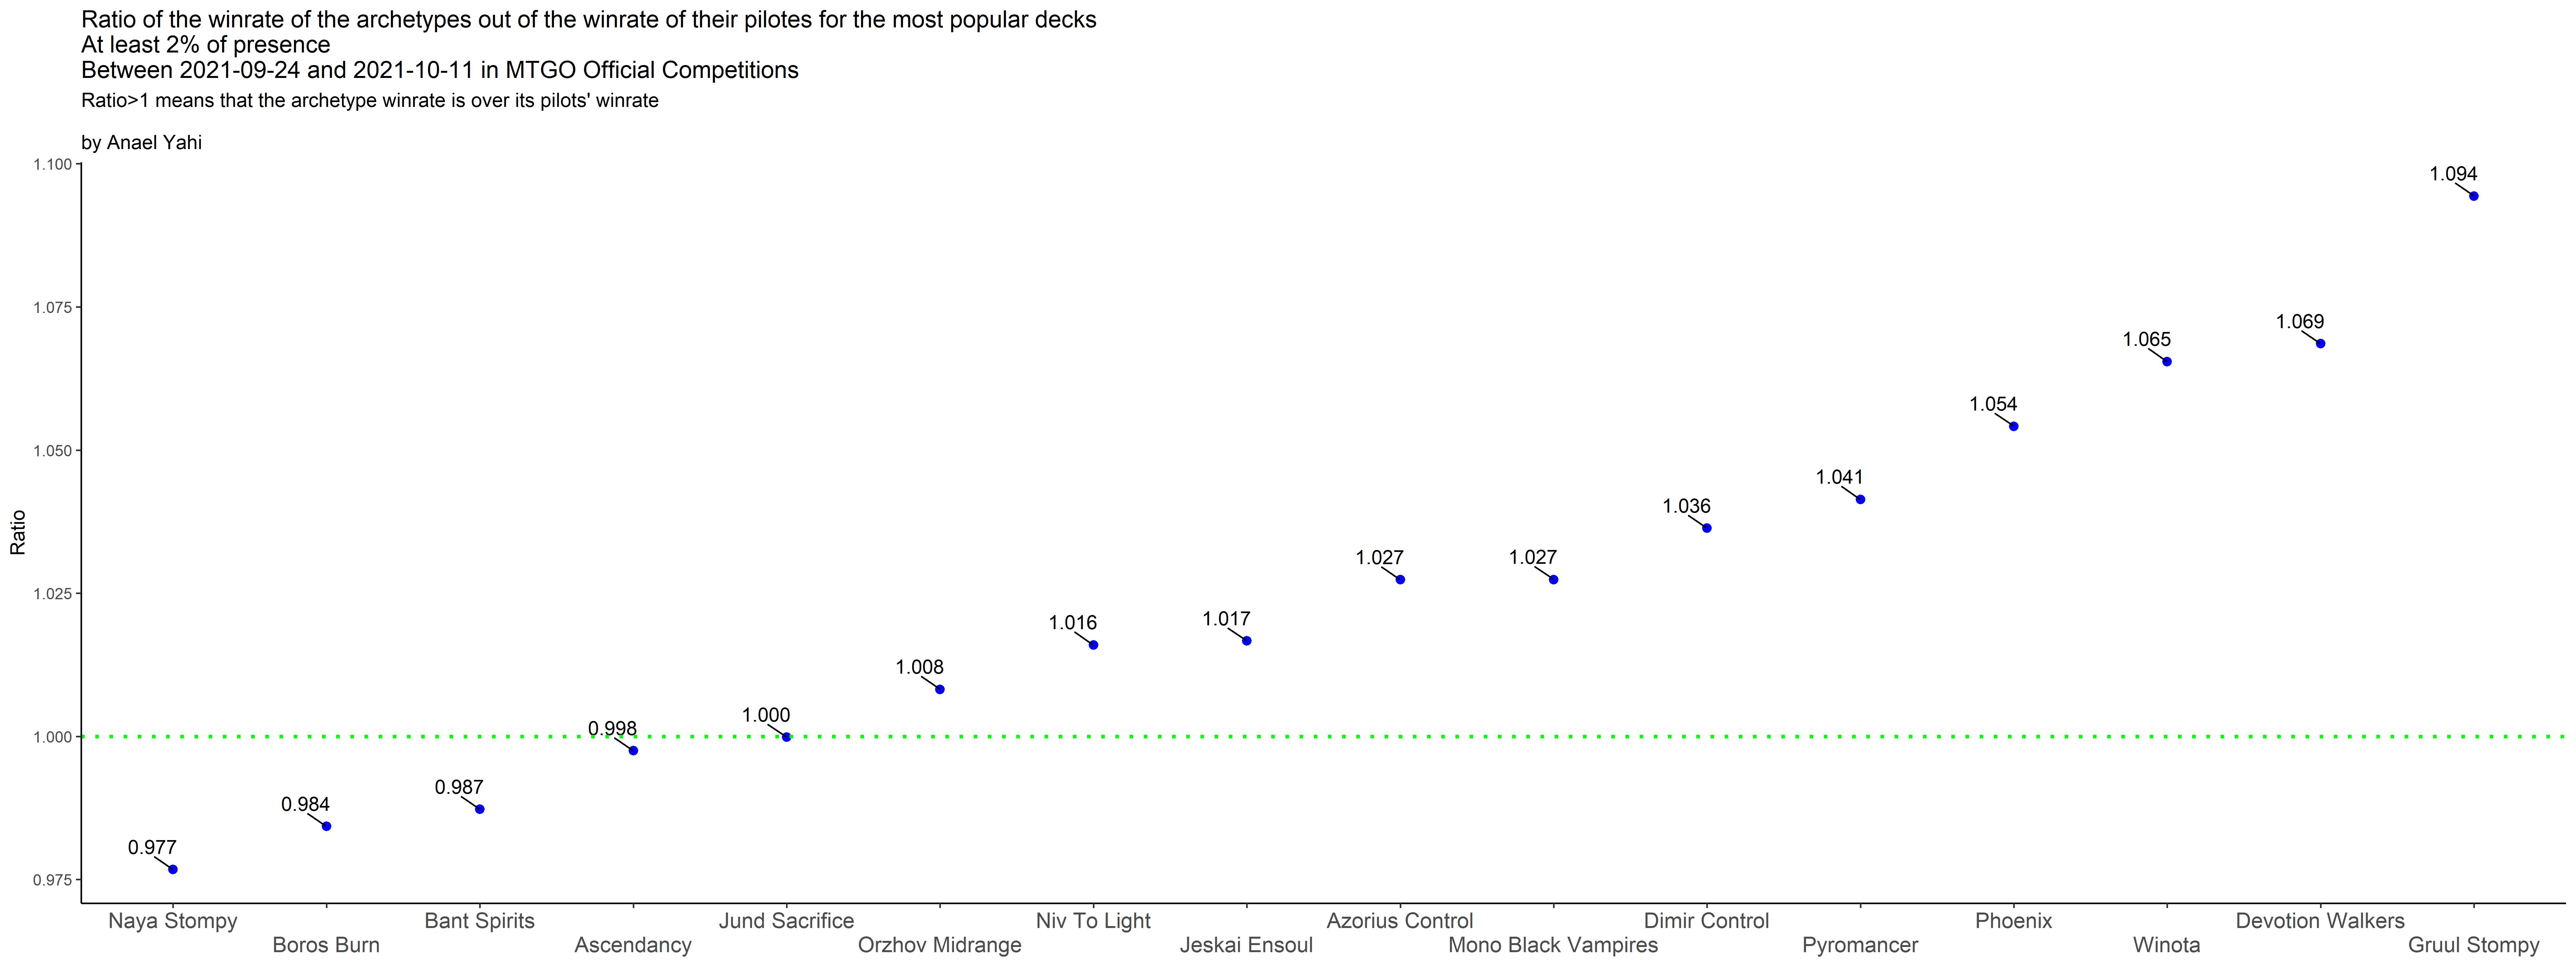 Ratio of the winrate of the archetypes out of the winrate of their pilotes for the most popular decks
At least 2% of presence
Between 2021-09-24 and 2021-10-11 in MTGO Official Competitions
Ratio>1 means that the archetype winrate is over its pilots' winrate
by Anael Yahi
1.100
1.075
1.050
1.025
1.000
0.975
Ratio
0.977
0.984
0.987
0.998
1.000
1.008
1.016
1.017
1.027
1.027
1.036
1.041
1.054
1.065
1.069
1.094
Naya Stompy
Boros Burn
Bant Spirits
Ascendancy
Jund Sacrifice
Orzhov Midrange
Niv To Light
Jeskai Ensoul
Azorius Control
Mono Black Vampires
Dimir Control
Pyromancer
Phoenix
Winota
Devotion Walkers
Gruul Stompy